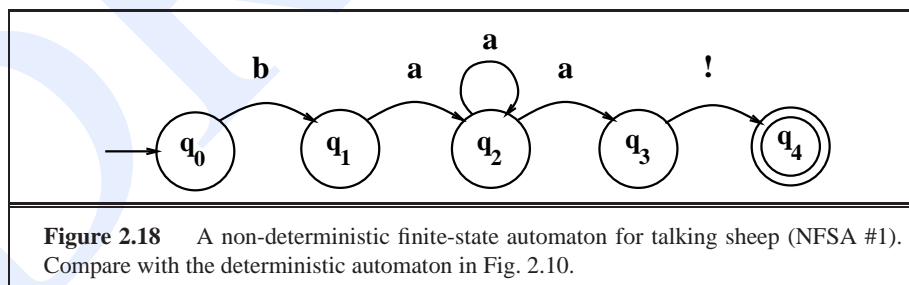 a
b a a !
q0 q1 q2 q3 q4
Figure 2.18 A non-deterministic finite-state automaton for talking sheep (NFSA #1).
Compare with the deterministic automaton in Fig. 2.10.